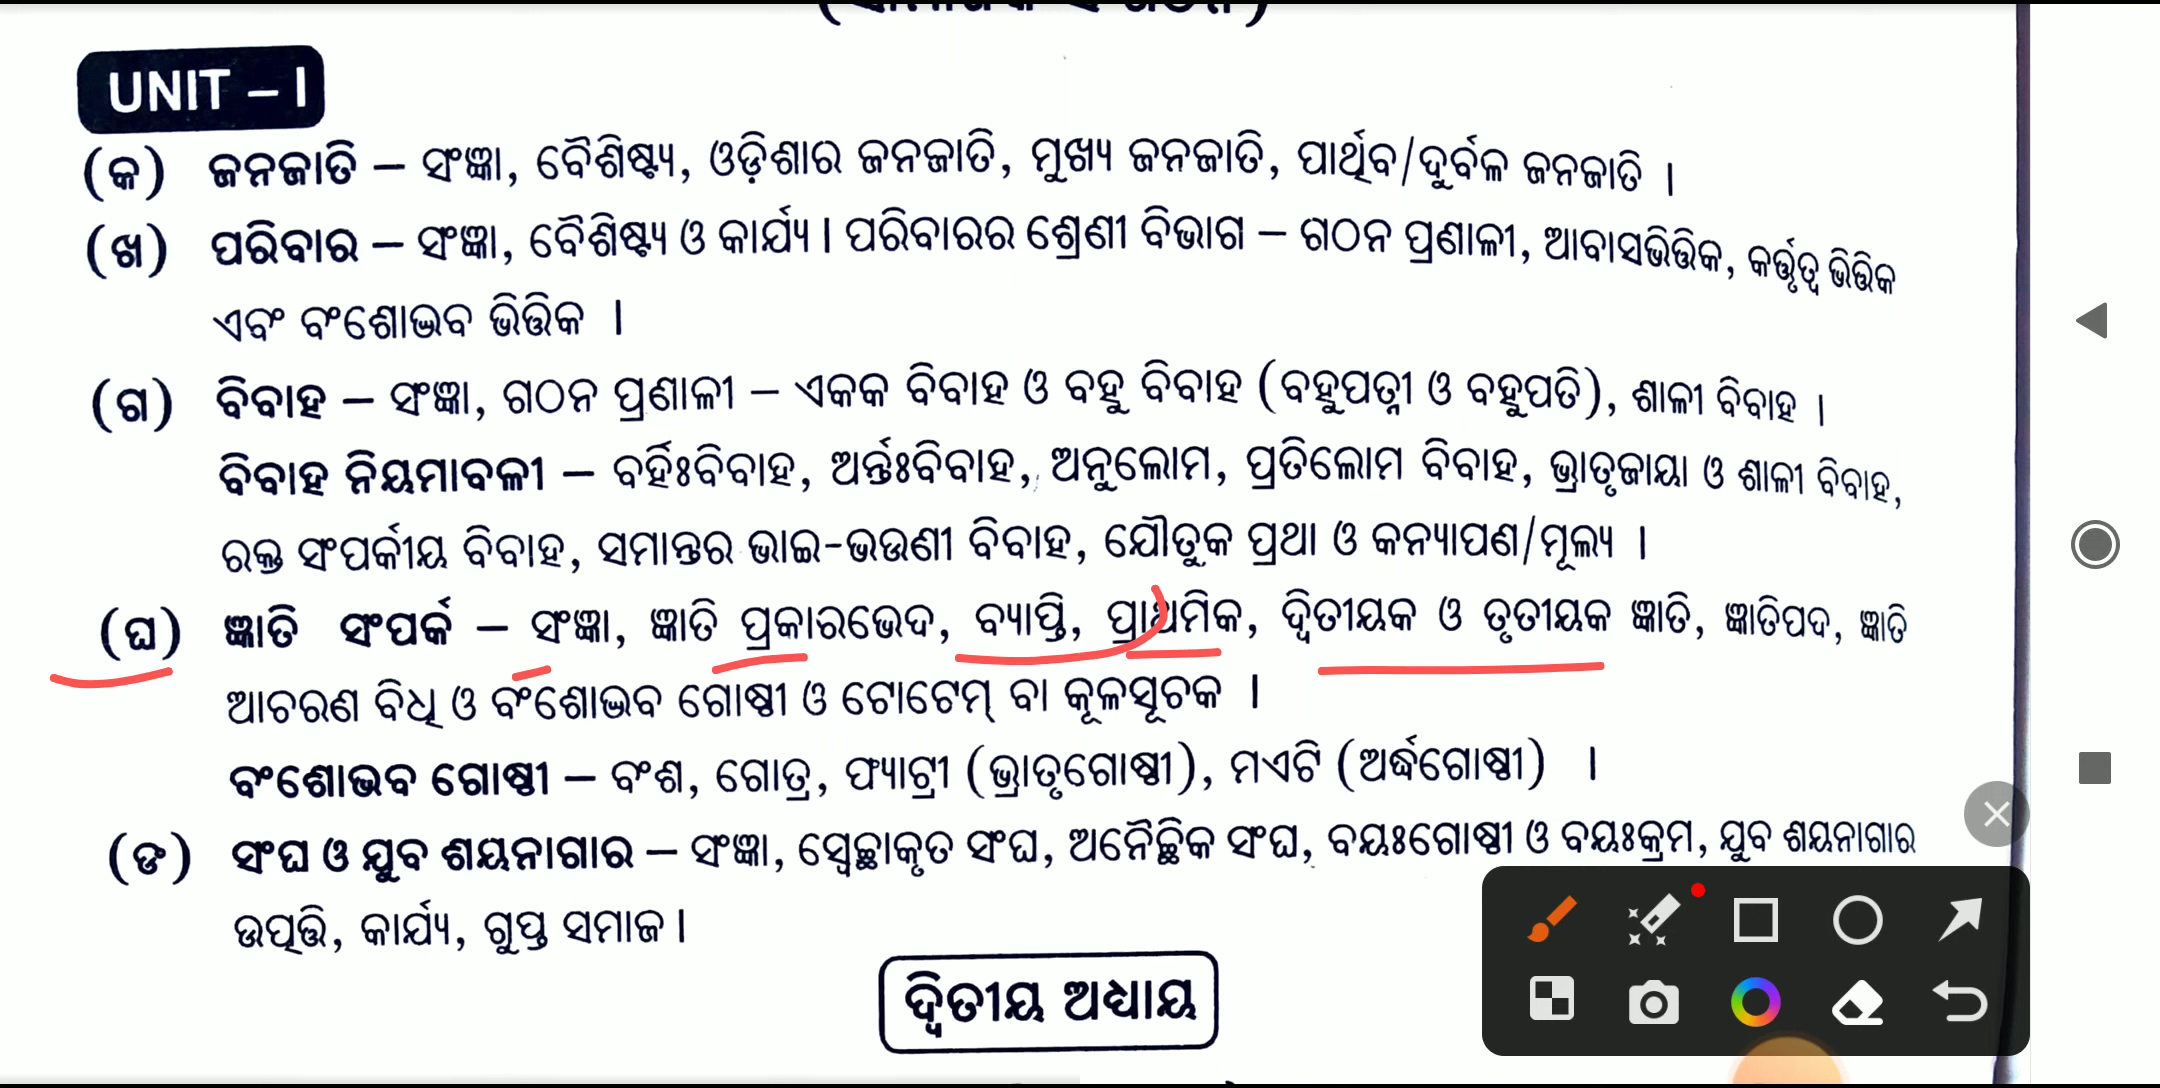 (ସାମାଜିକ ସଂଗଠନ)
UNIT – I
(କ) ଜନଜାତି – ସଂଜ୍ଞା, ବୈଶିଷ୍ଟ୍ୟ, ଓଡ଼ିଶାର ଜନଜାତି, ମୁଖ୍ୟ ଜନଜାତି, ପାର୍ଥିବ/ଦୁର୍ବଳ ଜନଜାତି ।
(ଖ) ପରିବାର – ସଂଜ୍ଞା, ବୈଶିଷ୍ଟ୍ୟ ଓ କାର୍ଯ୍ୟ । ପରିବାରର ଶ୍ରେଣୀ ବିଭାଗ – ଗଠନ ପ୍ରଣାଳୀ, ଆବାସଭିତ୍ତିକ, କର୍ତ୍ତୃତ୍ୱ ଭିତ୍ତିକ
ଏବଂ ବଂଶୋଦ୍ଭବ ଭିତ୍ତିକ ।
(ଗ) ବିବାହ – ସଂଜ୍ଞା, ଗଠନ ପ୍ରଣାଳୀ – ଏକକ ବିବାହ ଓ ବହୁ ବିବାହ (ବହୁପତ୍ନୀ ଓ ବହୁପତି), ଶାଳୀ ବିବାହ ।
ବିବାହ ନିୟମାବଳୀ – ବର୍ହିଃବିବାହ, ଅର୍ନ୍ତଃବିବାହ, ଅନୁଲୋମ, ପ୍ରତିଲୋମ ବିବାହ, ଭ୍ରାତୃଜାୟା ଓ ଶାଳୀ ବିବାହ,
ରକ୍ତ ସଂପର୍କୀୟ ବିବାହ, ସମାନ୍ତର ଭାଇ-ଭଉଣୀ ବିବାହ, ଯୌତୁକ ପ୍ରଥା ଓ କନ୍ୟାପଣ/ମୂଲ୍ୟ ।
(ଘ) ଜ୍ଞାତି ସଂପର୍କ – ସଂଜ୍ଞା, ଜ୍ଞାତି ପ୍ରକାରଭେଦ, ବ୍ୟାପ୍ତି, ପ୍ରାଥମିକ, ଦ୍ୱିତୀୟକ ଓ ତୃତୀୟକ ଜ୍ଞାତି, ଜ୍ଞାତିପଦ, ଜ୍ଞାତି
ଆଚରଣ ବିଧି ଓ ବଂଶୋଦ୍ଭବ ଗୋଷ୍ଠୀ ଓ ଟୋଟେମ୍ ବା କୂଳସୂଚକ ।
ବଂଶୋଦ୍ଭବ ଗୋଷ୍ଠୀ – ବଂଶ, ଗୋତ୍ର, ଫ୍ୟାଟ୍ରୀ (ଭ୍ରାତୃଗୋଷ୍ଠୀ), ମଏଟି (ଅର୍ଦ୍ଧଗୋଷ୍ଠୀ) ।
(ଙ) ସଂଘ ଓ ଯୁବ ଶୟନାଗାର – ସଂଜ୍ଞା, ସ୍ୱେଚ୍ଛାକୃତ ସଂଘ, ଅନୈଚ୍ଛିକ ସଂଘ, ବୟଃଗୋଷ୍ଠୀ ଓ ବୟଃକ୍ରମ, ଯୁବ ଶୟନାଗାର
ଉତ୍ପତ୍ତି, କାର୍ଯ୍ୟ, ଗୁପ୍ତ ସମାଜ ।
ଦ୍ୱିତୀୟ ଅଧ୍ୟାୟ